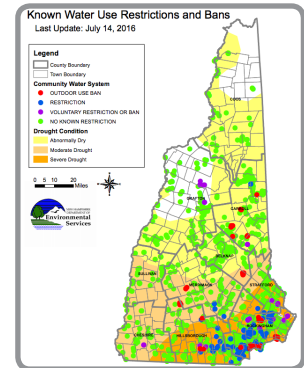 Known Water Use Restrictions and Bans
Last Update: July 14, 2016
Legend
County Boundary
Town Boundary
Community Water System
OUTDOOR USE BAN
RESTRICTION
VOLUNTARY RESTRICTION OR BAN
NO KNOWN RESTRICTION
Drought Condition
Abnormally Dry
Moderate Drought
Severe Drought
0 5 10 20
Miles
Environmental
Services
COOS
GRAFTON
CARROLL
BELKNAP
SULLIVAN
MERRIMACK
STRAFFORD
ROCKINGHAM
CHESHIRE
HILLSBOROUGH